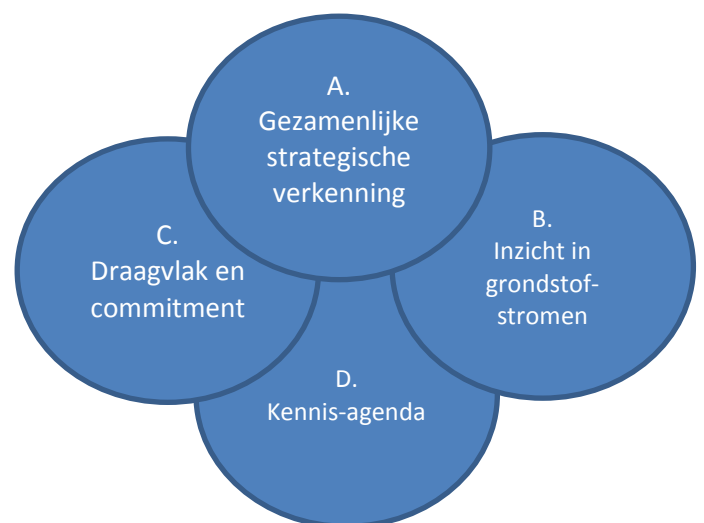 A.
Gezamenlijke
strategische
verkenning
B.
Inzicht in
grondstof-
stromen
C.
Draagvlak en
commitment
D.
Kennis-agenda